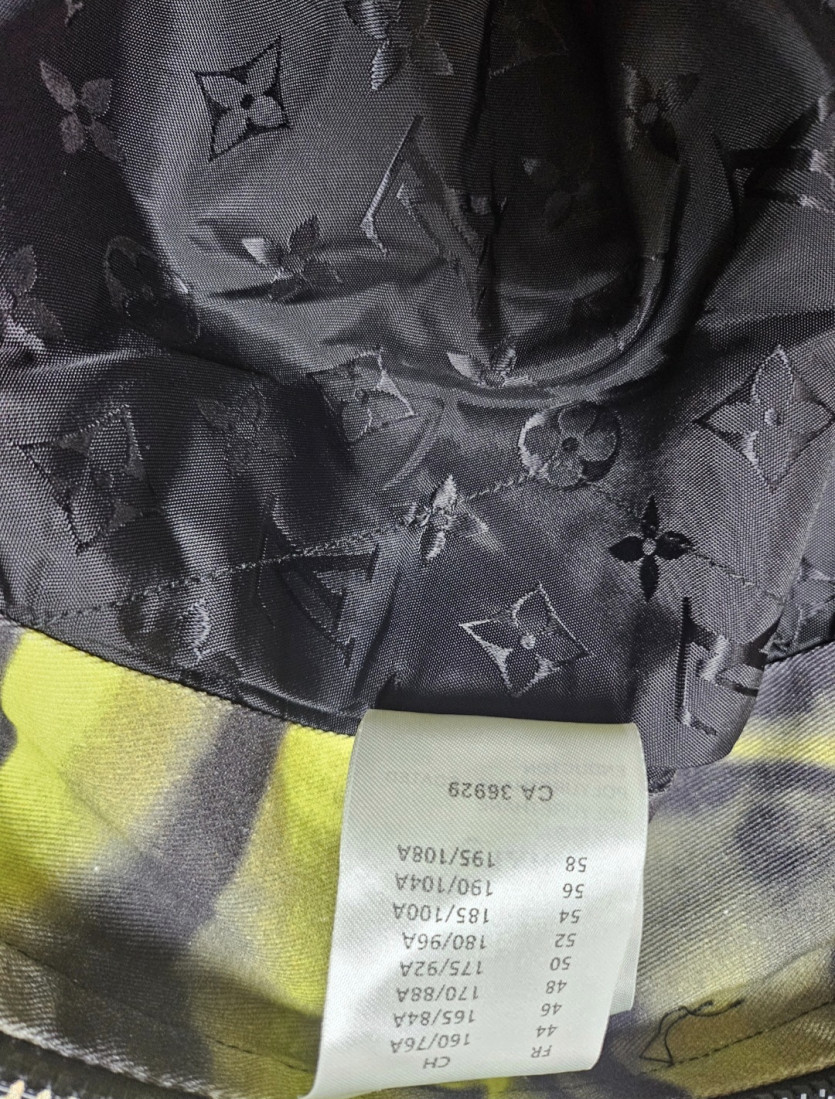 FR CH
44 160/76A
46 165/84A
48 170/88A
50 175/92A
52 180/96A
54 185/100A
56 190/104A
58 195/108A
CA 36929